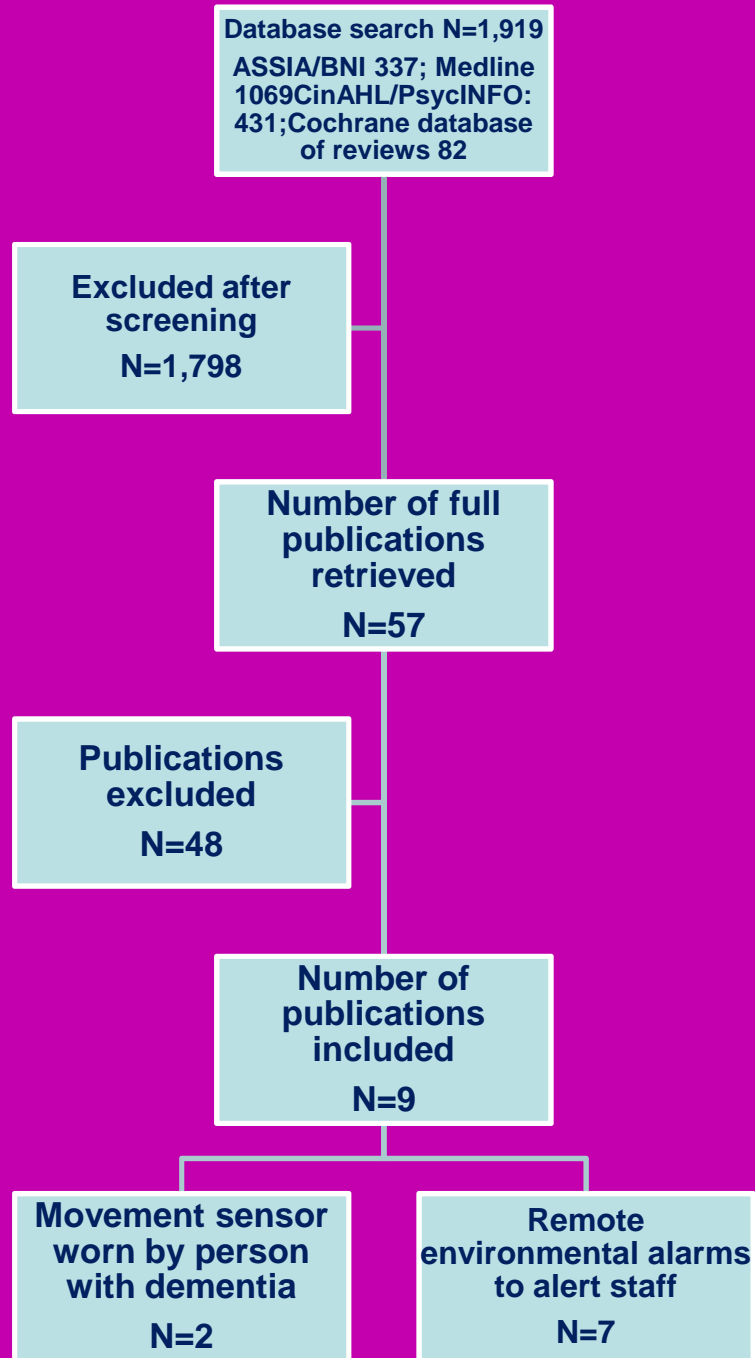 Database search N=1,919
ASSIA/BNI 337; Medline
1069CinAHL/PsycINFO:
431;Cochrane database
of reviews 82
Excluded after
screening
N=1,798
Number of full
publications
retrieved
N=57
Publications
excluded
N=48
Number of
publications
included
N=9
Movement sensor
worn by person
with dementia
N=2
Remote
environmental alarms
to alert staff
N=7